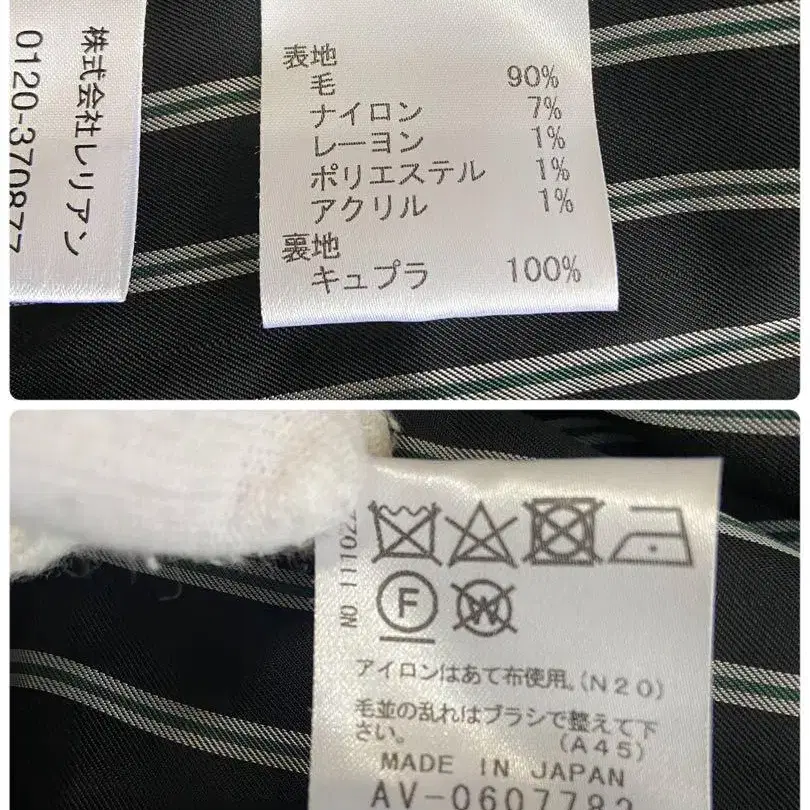 株式会社レリアン
0120-370877
表地
毛 90%
ナイロン 7%
レーヨン 1%
ポリエステル 1%
アクリル 1%
裏地
キュプラ 100%
F
W
アイロンはあて布使用。(N20)
毛並の乱れはブラシで整えて下
さい。 (A45)
MADE IN JAPAN